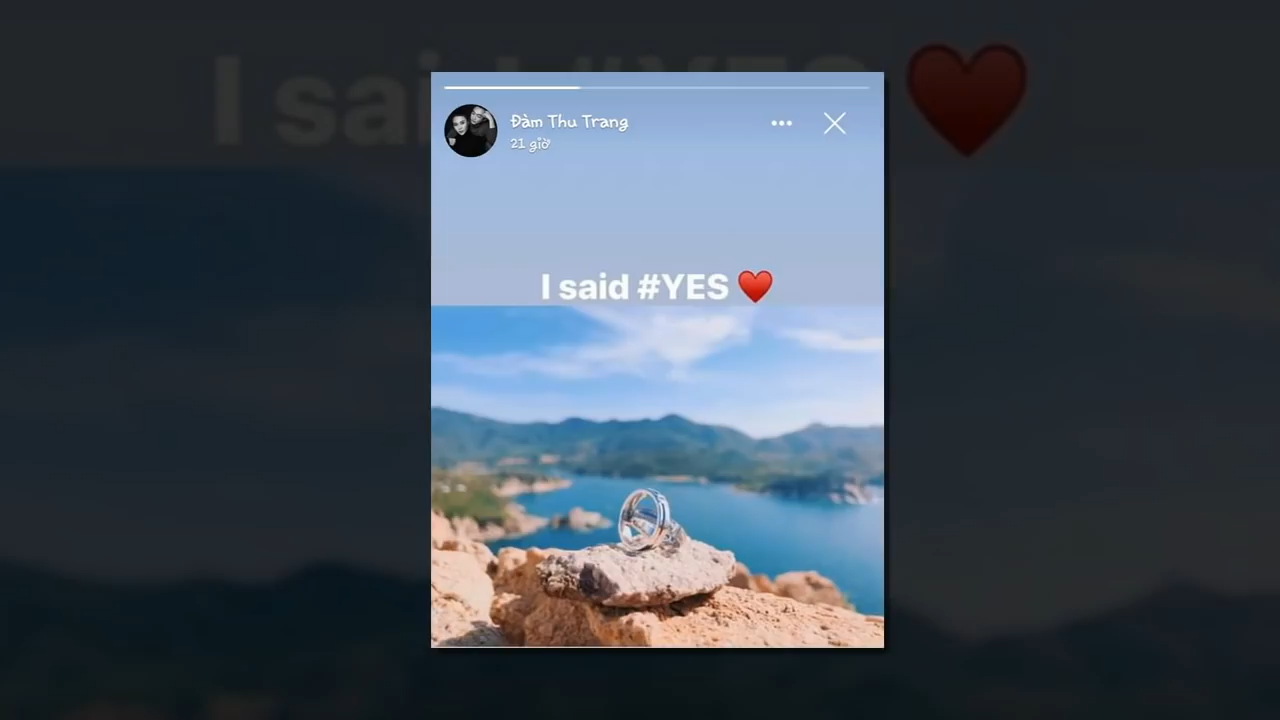 Đàm Thu Trang
21 giờ
I said #YES ❤️